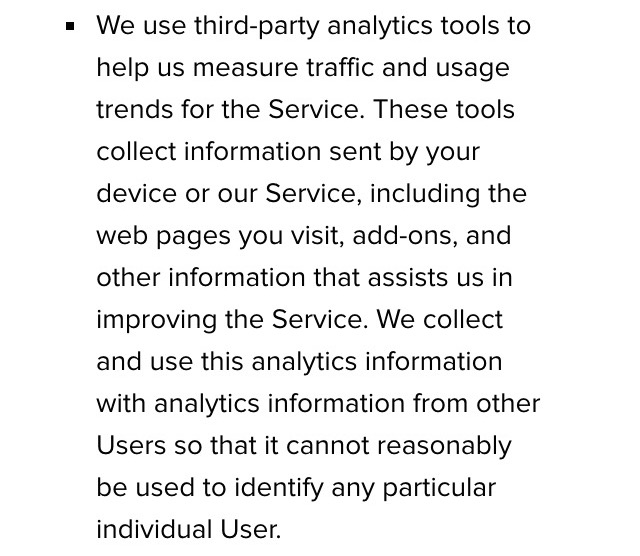 ▪ We use third-party analytics tools to
help us measure traffic and usage
trends for the Service. These tools
collect information sent by your
device or our Service, including the
web pages you visit, add-ons, and
other information that assists us in
improving the Service. We collect
and use this analytics information
with analytics information from other
Users so that it cannot reasonably
be used to identify any particular
individual User.